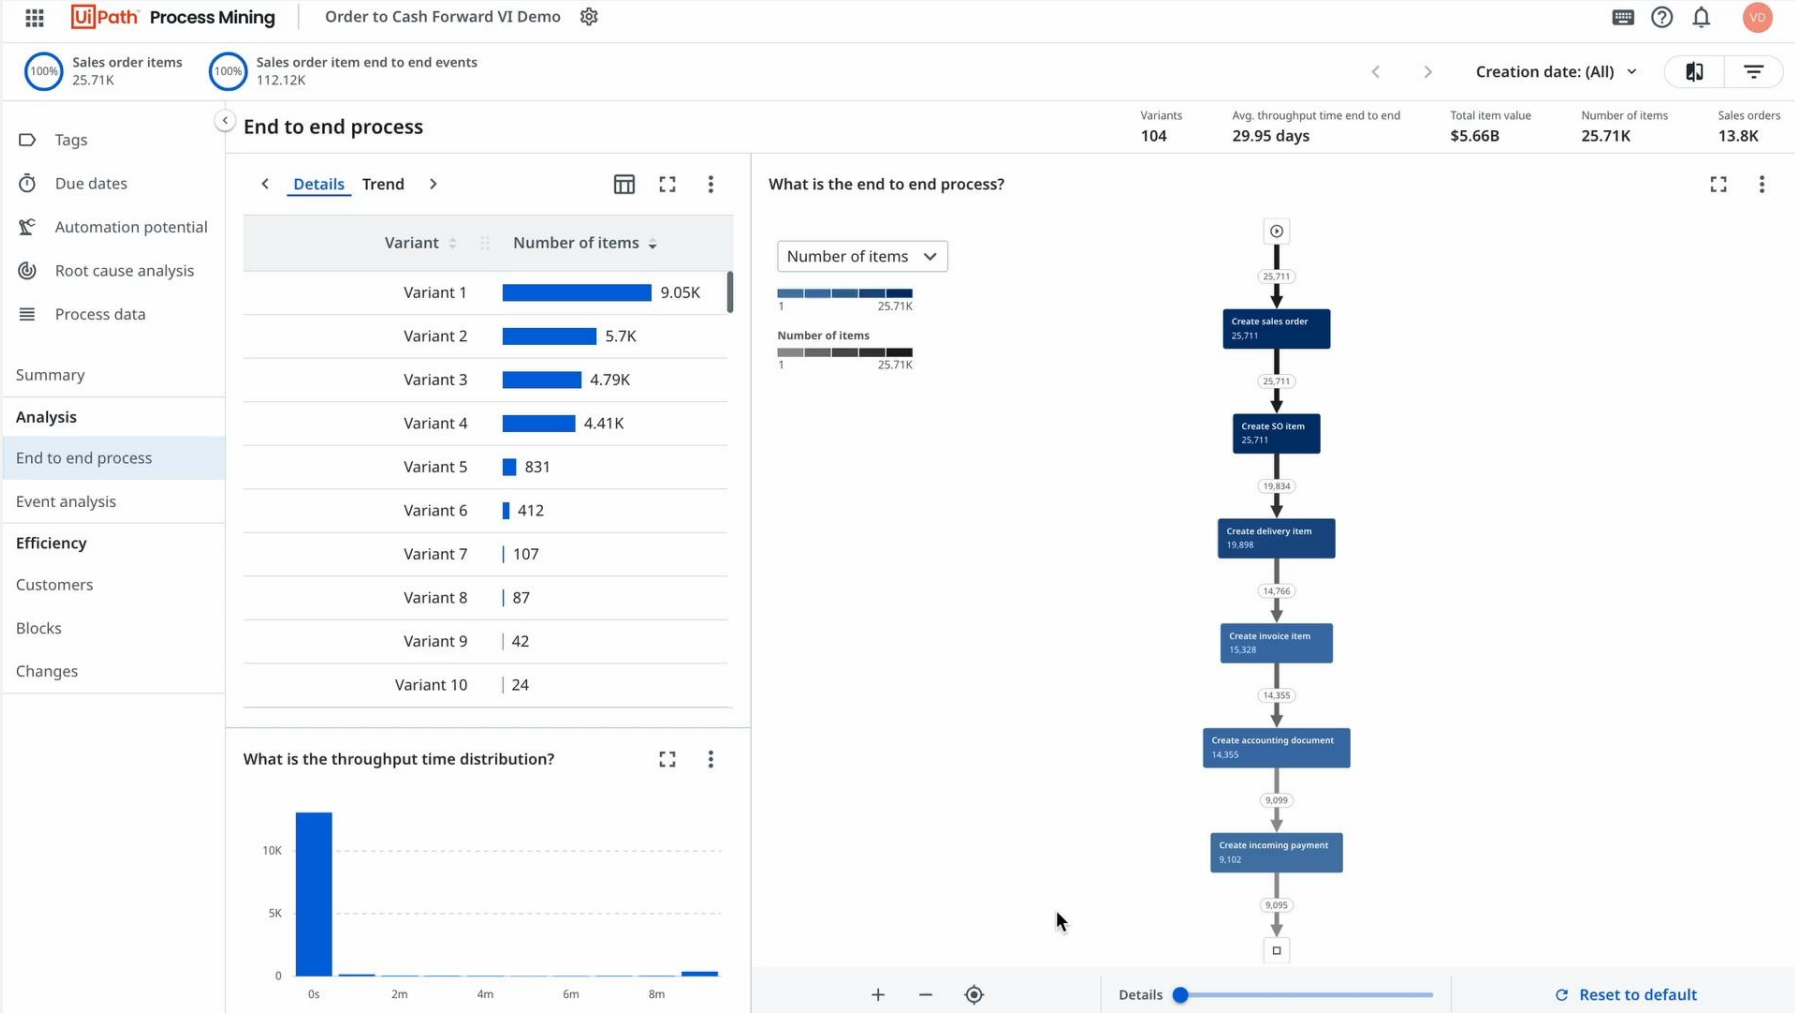 UiPath Process Mining
Order to Cash Forward VI Demo
VD
100%
Sales order items
25.71K
100%
Sales order item end to end events
112.12K
Creation date: (All)
Tags
Due dates
Automation potential
Root cause analysis
Process data
Summary
Analysis
End to end process
Event analysis
Efficiency
Customers
Blocks
Changes
End to end process
Variants
104
Avg. throughput time end to end
29.95 days
Total item value
$5.66B
Number of items
25.71K
Sales orders
13.8K
Details
Trend
Variant
Number of items
Variant 1 9.05K
Variant 2 5.7K
Variant 3 4.79K
Variant 4 4.41K
Variant 5 831
Variant 6 412
Variant 7 107
Variant 8 87
Variant 9 42
Variant 10 24
What is the throughput time distribution?
10K
5K
0
0s 2m 4m 6m 8m
What is the end to end process?
Number of items
1 25.71K
Number of items
1 25.71K
25,711
Create sales order
25,711
25,711
Create SO item
25,711
19,834
Create delivery item
19,898
14,766
Create invoice item
15,328
14,355
Create accounting document
14,355
9,099
Create incoming payment
9,102
9,095
Details
Reset to default